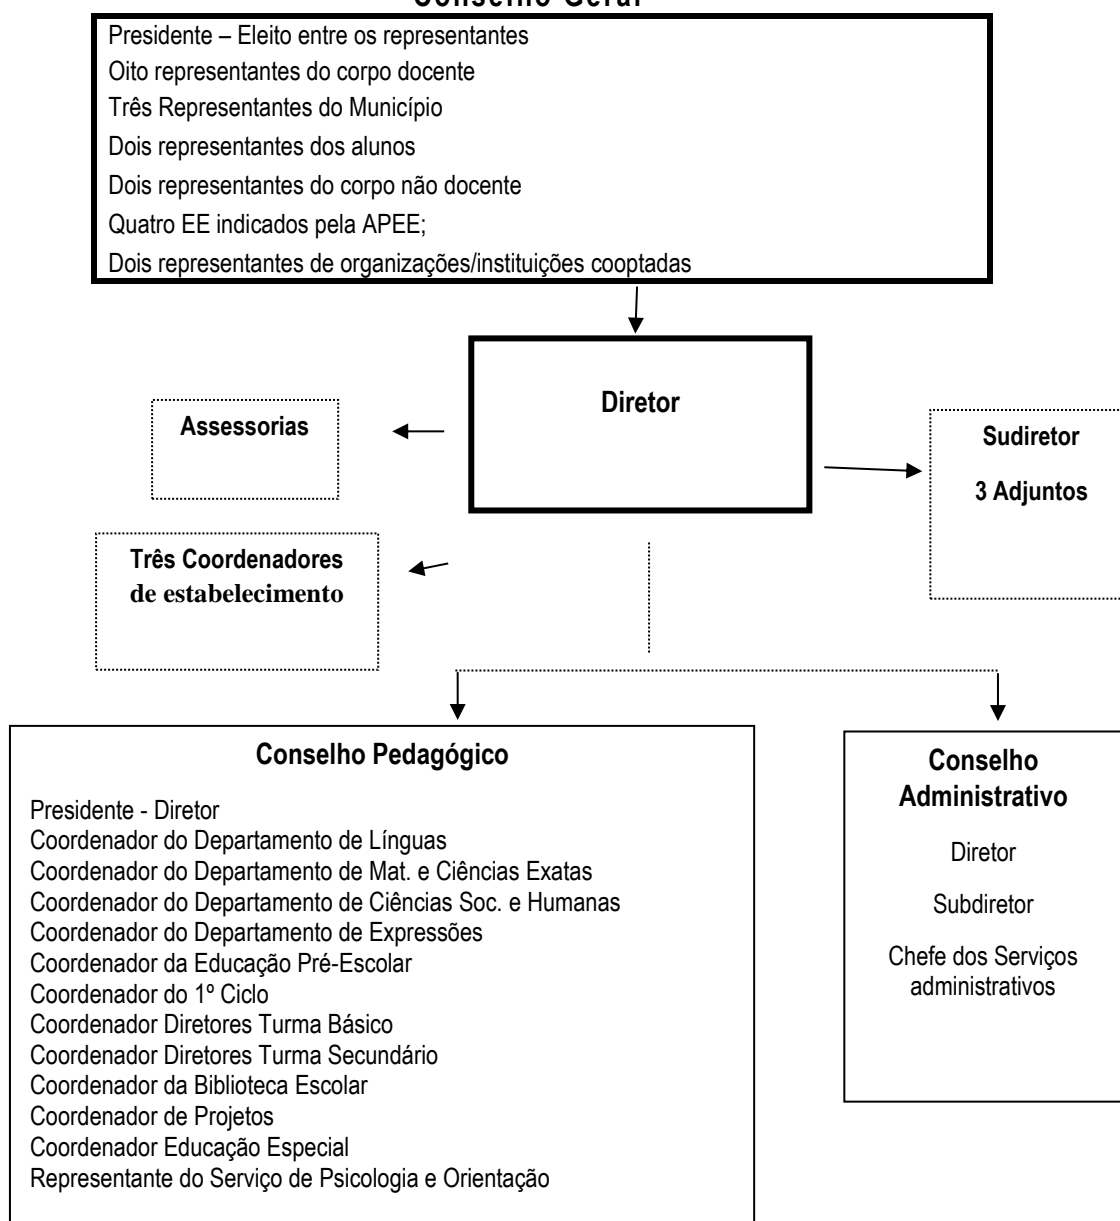 Conselho Geral
Presidente – Eleito entre os representantes
Oito representantes do corpo docente
Três Representantes do Município
Dois representantes dos alunos
Dois representantes do corpo não docente
Quatro EE indicados pela APEE;
Dois representantes de organizações/instituições cooptadas
Diretor
Assessorias
Sudiretor
3 Adjuntos
Três Coordenadores
de estabelecimento
Conselho Pedagógico
Presidente - Diretor
Coordenador do Departamento de Línguas
Coordenador do Departamento de Mat. e Ciências Exatas
Coordenador do Departamento de Ciências Soc. e Humanas
Coordenador do Departamento de Expressões
Coordenador da Educação Pré-Escolar
Coordenador do 1º Ciclo
Coordenador Diretores Turma Básico
Coordenador Diretores Turma Secundário
Coordenador da Biblioteca Escolar
Coordenador de Projetos
Coordenador Educação Especial
Representante do Serviço de Psicologia e Orientação
Conselho
Administrativo
Diretor
Subdiretor
Chefe dos Serviços
administrativos